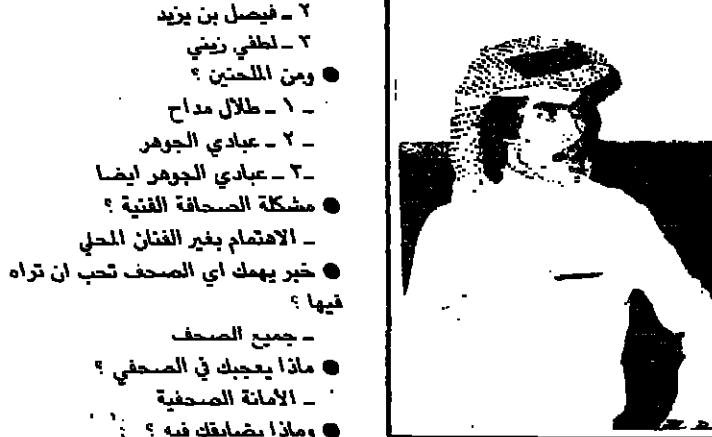 ٢ ـ فيصل بن يزيد
٣ ـ لطفي زيني
● ومن الملحنين ؟
ـ ١ ـ طلال مداح
ـ ٢ ـ عبادي الجوهر
ـ٣ ـ عبادي الجوهر ايضا
● مشكلة الصحافة الفنية ؟
ـ الاهتمام بغير الفنان المحلي
● خبر يهمك اي الصحف تحب ان تراه
فيها ؟
ـ جميع الصحف
● ماذا يعجبك في الصحفي ؟
ـ الأمانة الصحفية
● وماذا يضايقك فيه ؟